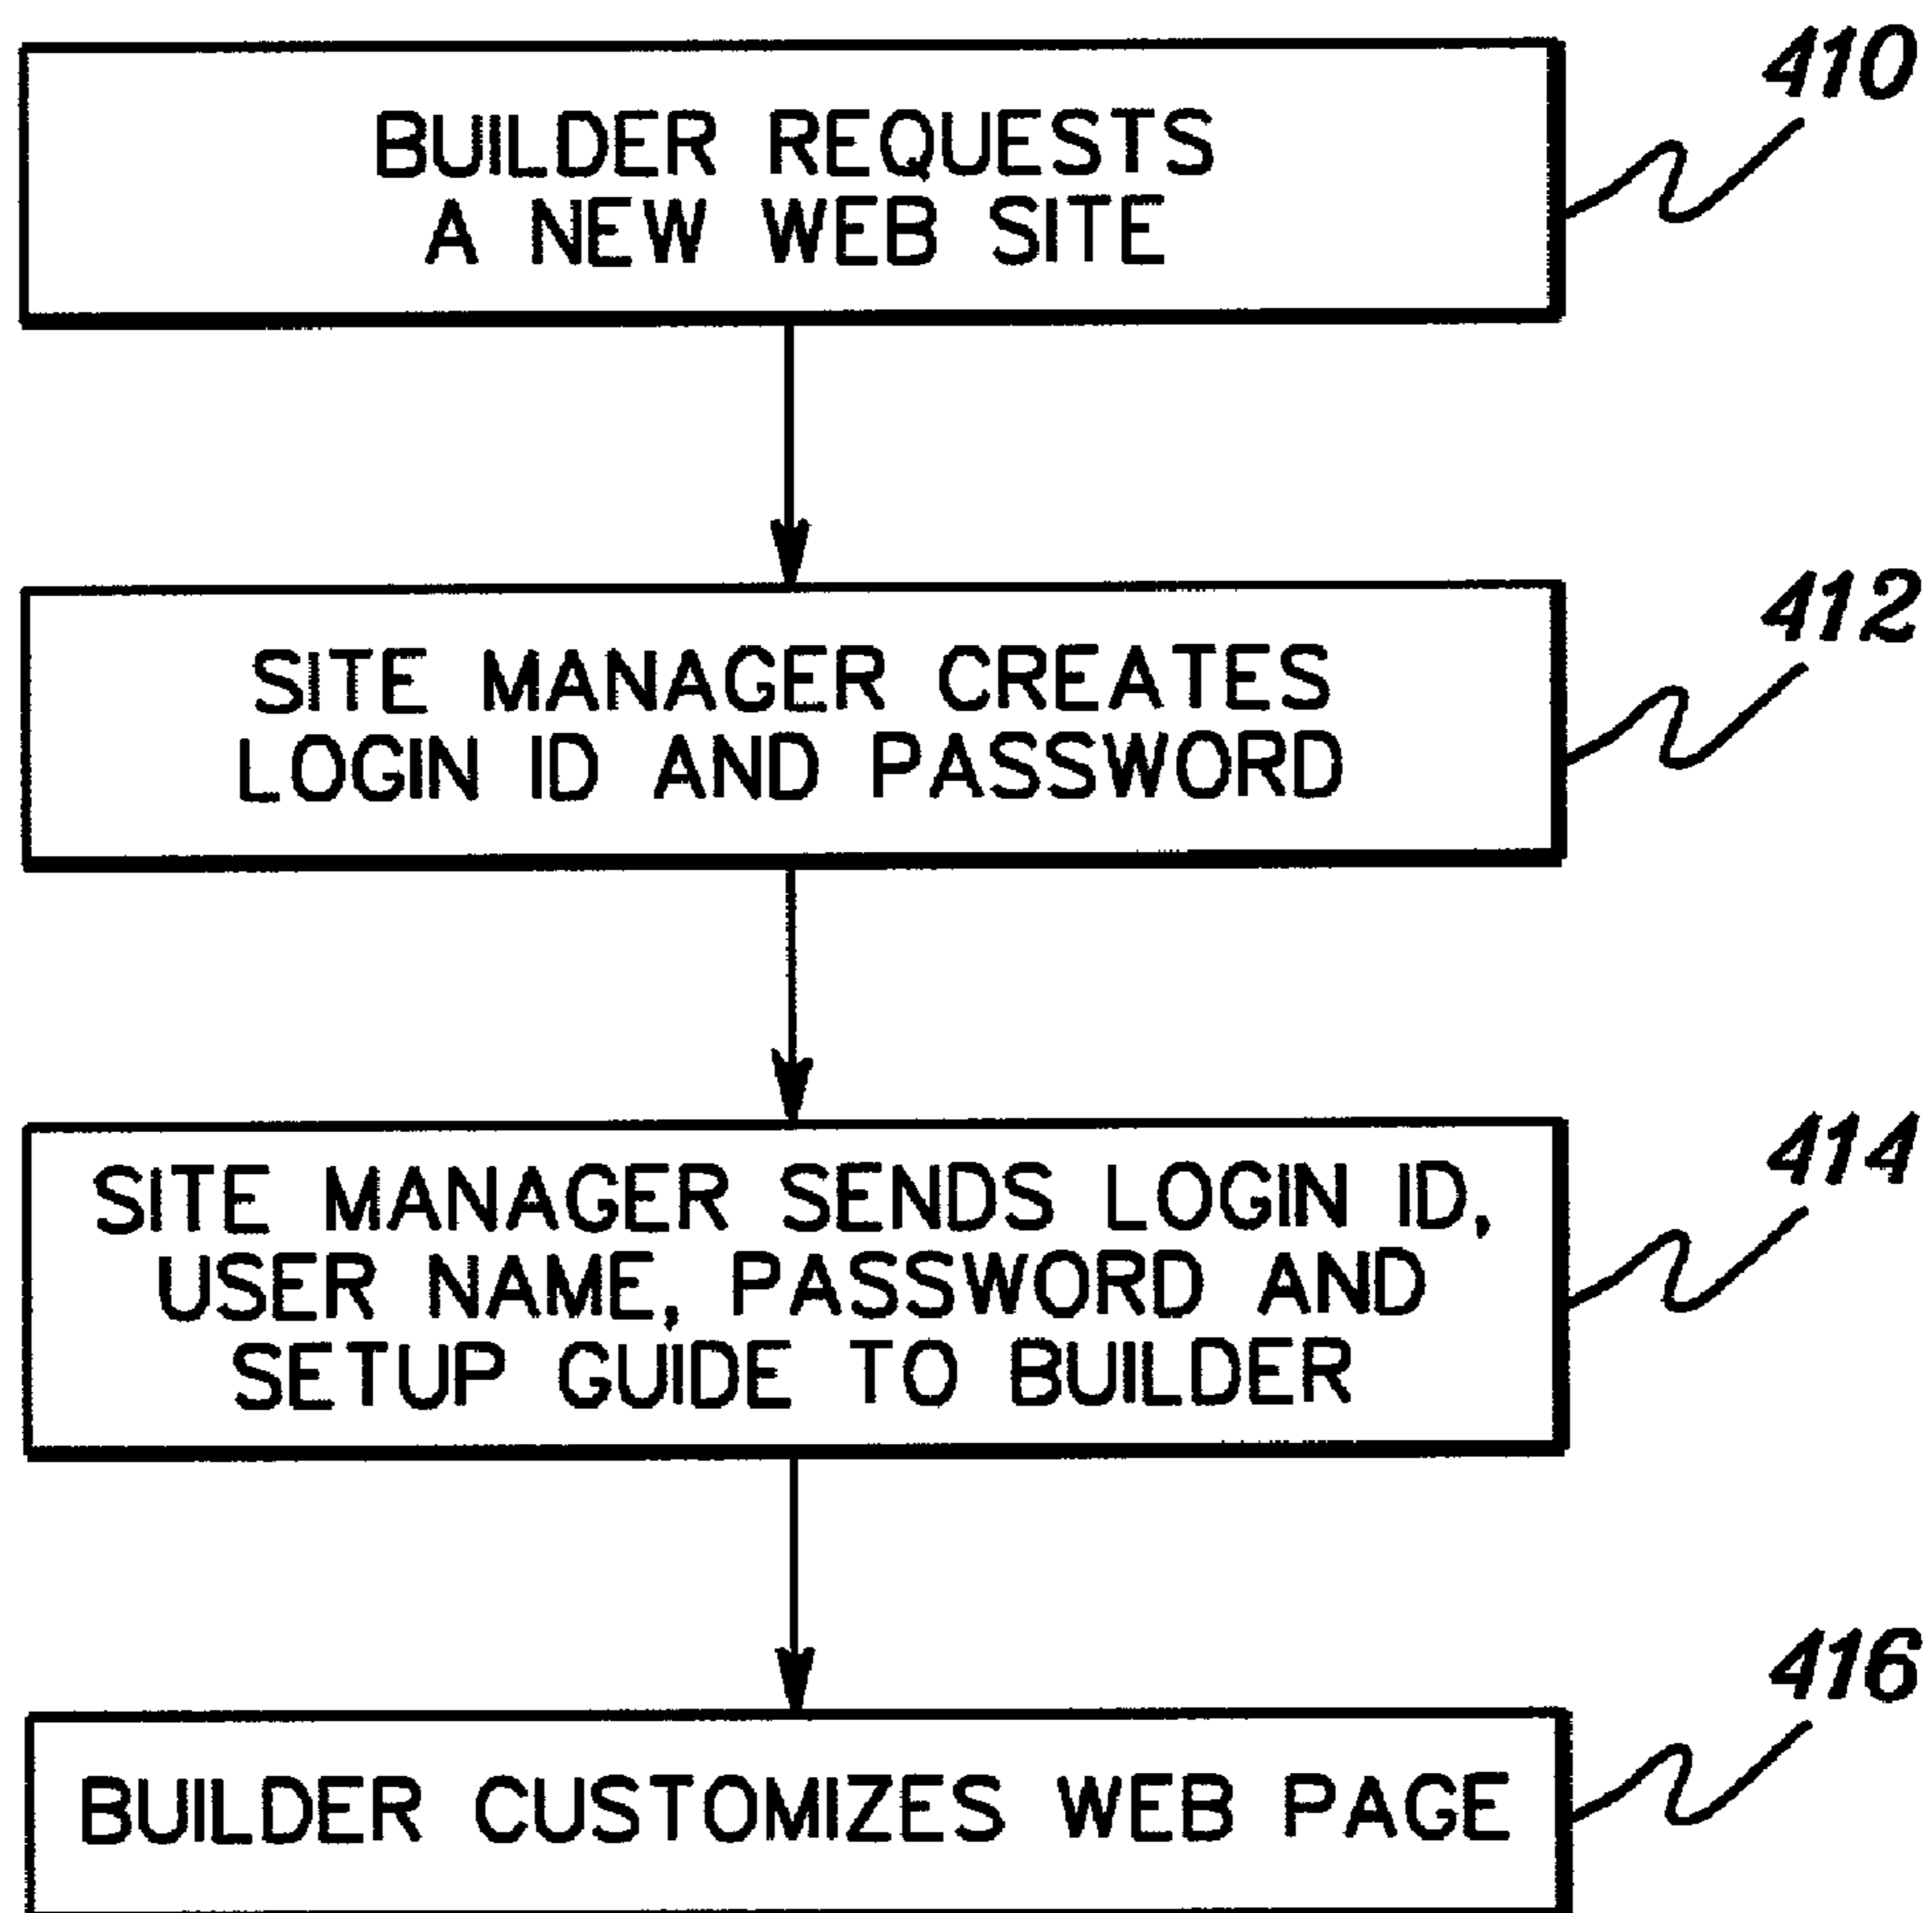 410
BUILDER REQUESTS
A NEW WEB SITE
412
SITE MANAGER CREATES
LOGIN ID AND PASSWORD
414
SITE MANAGER SENDS LOGIN ID,
USER NAME, PASSWORD AND
SETUP GUIDE TO BUILDER
416
BUILDER CUSTOMIZES WEB PAGE